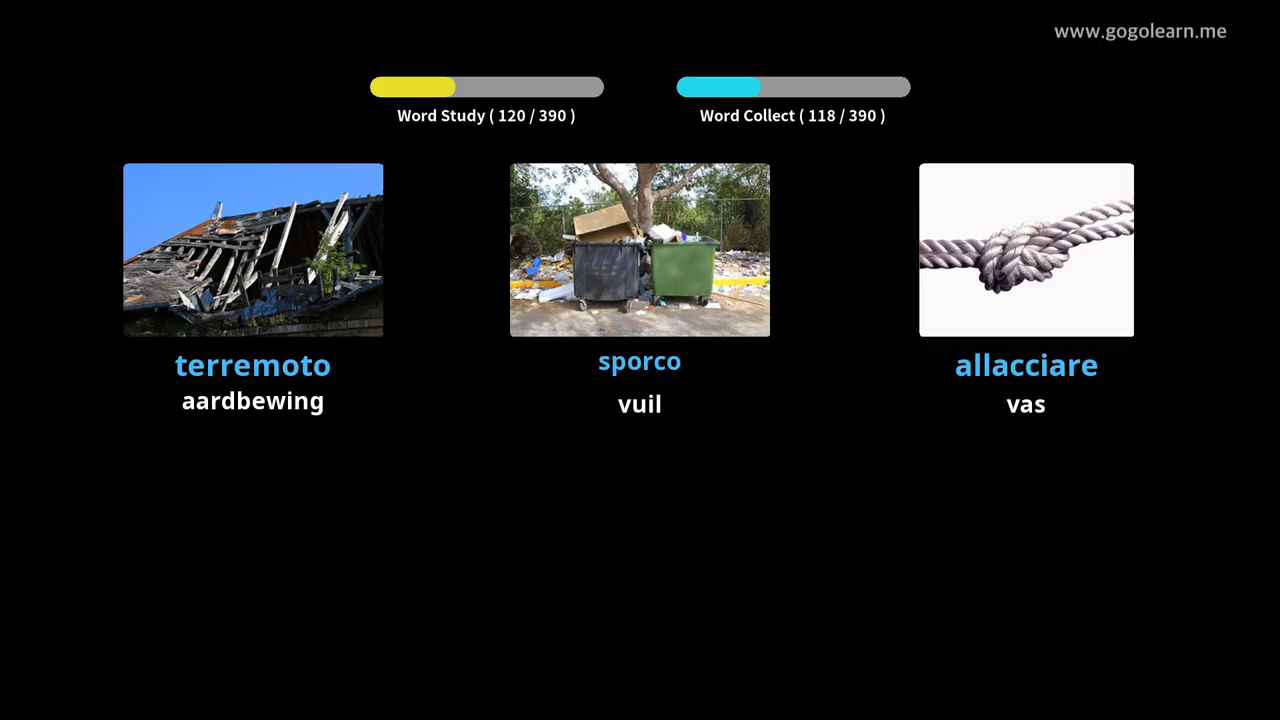 www.gogolearn.me
Word Study ( 120 / 390 )
Word Collect ( 118 / 390 )
terremoto
aardbewing
sporco
vuil
allacciare
vas